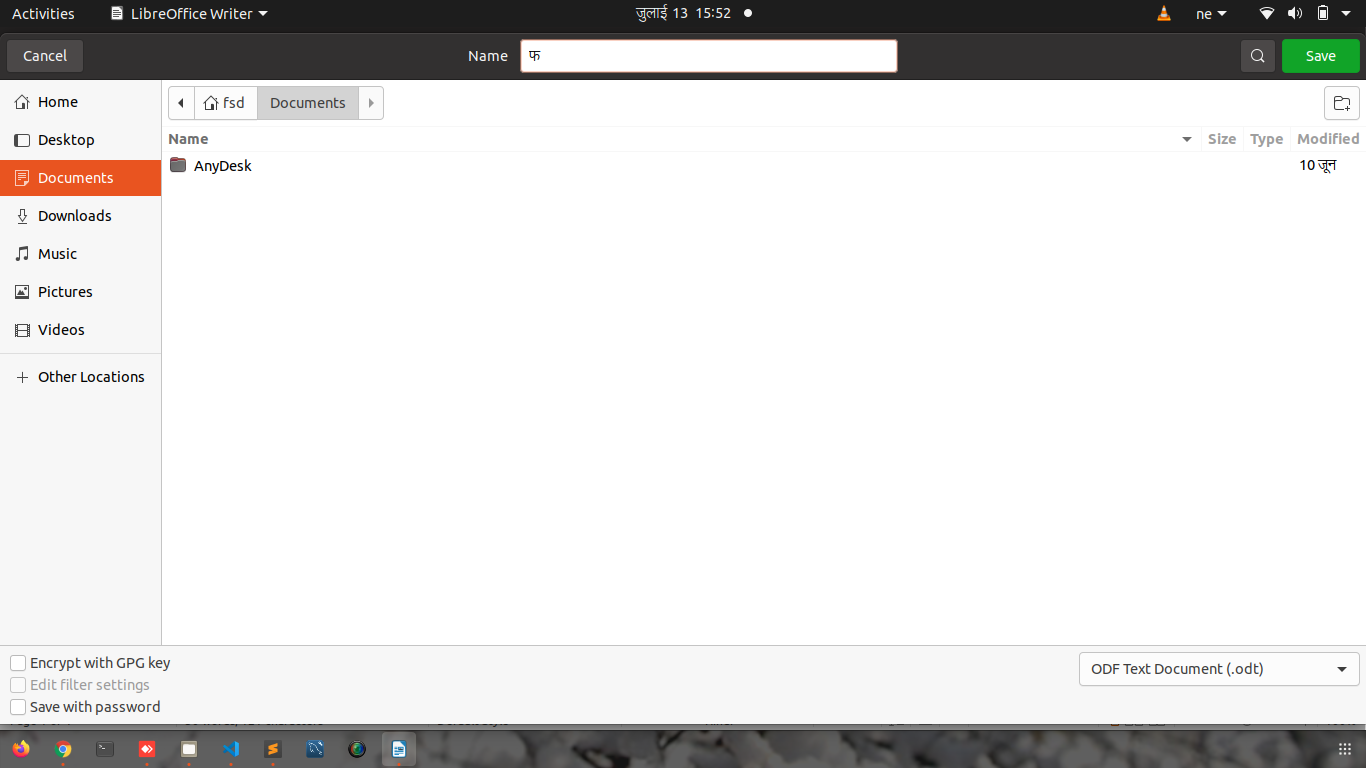 Activities LibreOffice Writer जुलाई 13 15:52 ne
Cancel Name फ Save
Home
Desktop
Documents
Downloads
Music
Pictures
Videos
Other Locations
fsd Documents
Name Size Type Modified
AnyDesk 10 जून
Encrypt with GPG key
Edit filter settings
Save with password
ODF Text Document (.odt)